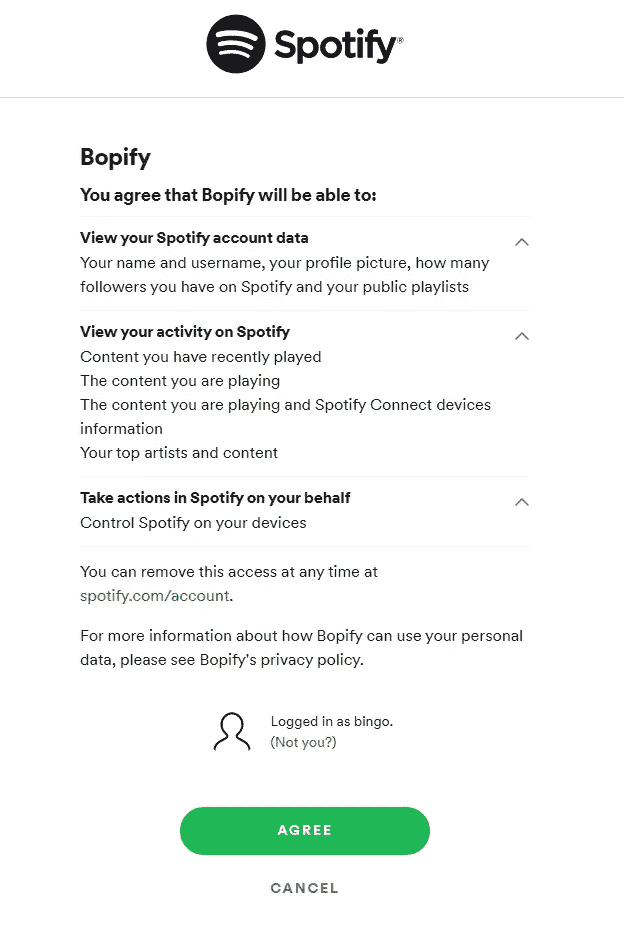 Spotify®
Bopify
You agree that Bopify will be able to:
View your Spotify account data
Your name and username, your profile picture, how many
followers you have on Spotify and your public playlists
View your activity on Spotify
Content you have recently played
The content you are playing
The content you are playing and Spotify Connect devices
information
Your top artists and content
Take actions in Spotify on your behalf
Control Spotify on your devices
You can remove this access at any time at
spotify.com/account.
For more information about how Bopify can use your personal
data, please see Bopify's privacy policy.
Logged in as bingo.
(Not you?)
AGREE
CANCEL